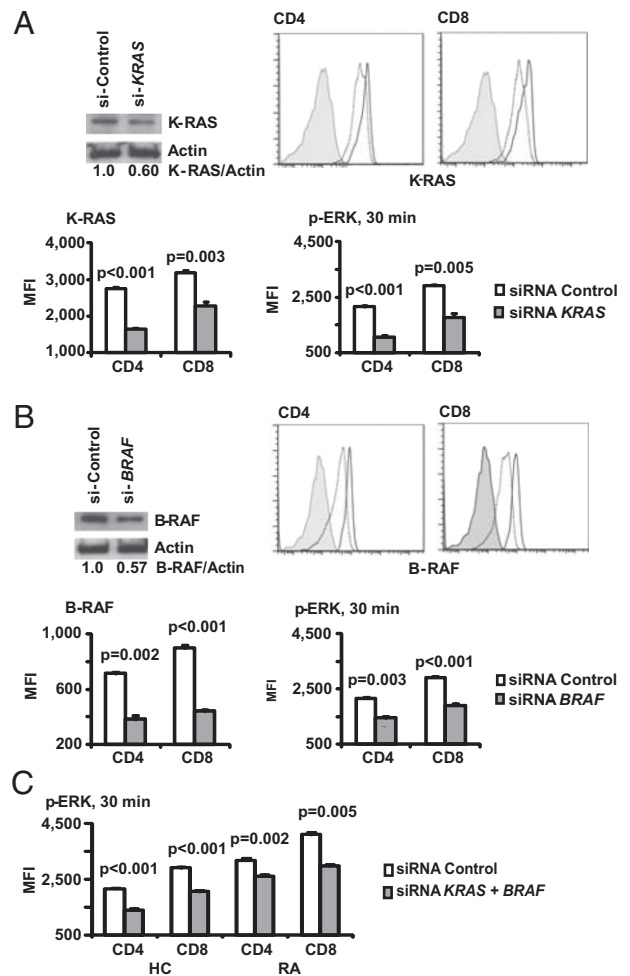 A
si-Control
si-KRAS
K-RAS
Actin
1.0 0.60 K-RAS/Actin
CD4 CD8
K-RAS
K-RAS
4,000
3,000
2,000
1,000
MFI
p<0.001 p=0.003
CD4 CD8
p-ERK, 30 min
4,500
2,500
500
MFI
p<0.001 p=0.005
CD4 CD8
siRNA Control
siRNA KRAS
B
si-Control
si-BRAF
B-RAF
Actin
1.0 0.57 B-RAF/Actin
CD4 CD8
B-RAF
B-RAF
1,000
600
200
MFI
p=0.002 p<0.001
CD4 CD8
p-ERK, 30 min
4,500
2,500
500
MFI
p=0.003 p<0.001
CD4 CD8
siRNA Control
siRNA BRAF
C
p-ERK, 30 min
4,500
2,500
500
MFI
p<0.001 p<0.001 p=0.002 p=0.005
CD4 CD8 CD4 CD8
HC RA
siRNA Control
siRNA KRAS + BRAF